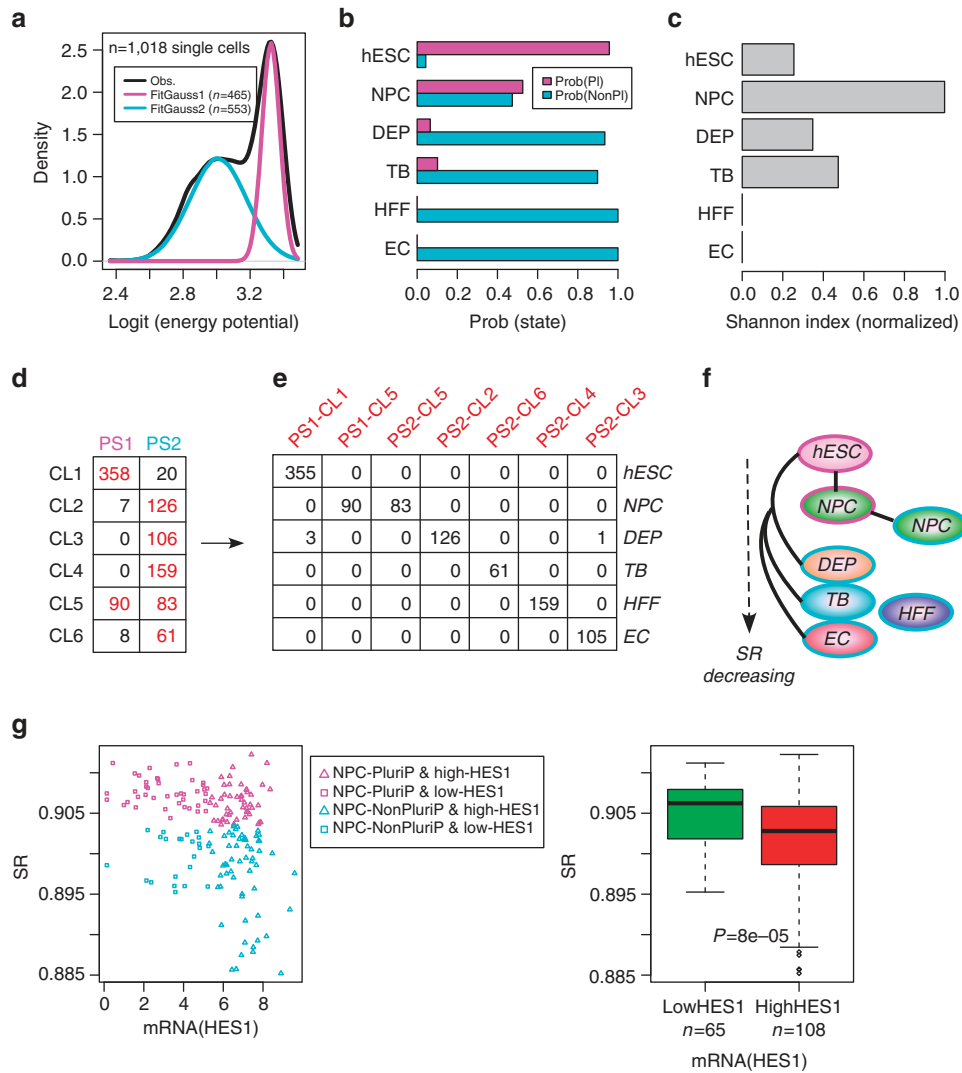 a
n=1,018 single cells
Obs.
FitGauss1 (n=465)
FitGauss2 (n=553)
Density
2.5
2.0
1.5
1.0
0.5
0.0
2.4 2.8 3.2
Logit (energy potential)
b
hESC
NPC
DEP
TB
HFF
EC
Prob(Pl)
Prob(NonPl)
0.0 0.2 0.4 0.6 0.8 1.0
Prob (state)
c
hESC
NPC
DEP
TB
HFF
EC
0.0 0.2 0.4 0.6 0.8 1.0
Shannon index (normalized)
d
PS1 PS2
CL1 358 20
CL2 7 126
CL3 0 106
CL4 0 159
CL5 90 83
CL6 8 61
e
PS1-CL1 PS1-CL5 PS2-CL5 PS2-CL2 PS2-CL6 PS2-CL4 PS2-CL3
355 0 0 0 0 0 0 hESC
0 90 83 0 0 0 0 NPC
3 0 0 126 0 0 1 DEP
0 0 0 0 61 0 0 TB
0 0 0 0 0 159 0 HFF
0 0 0 0 0 0 105 EC
f
hESC
NPC
NPC
DEP
TB
HFF
EC
SR
decreasing
g
SR
0.905
0.895
0.885
0 2 4 6 8
mRNA(HES1)
NPC-PluriP & high-HES1
NPC-PluriP & low-HES1
NPC-NonPluriP & high-HES1
NPC-NonPluriP & low-HES1
SR
0.905
0.895
0.885
P=8e–05
LowHES1 HighHES1
n=65 n=108
mRNA(HES1)